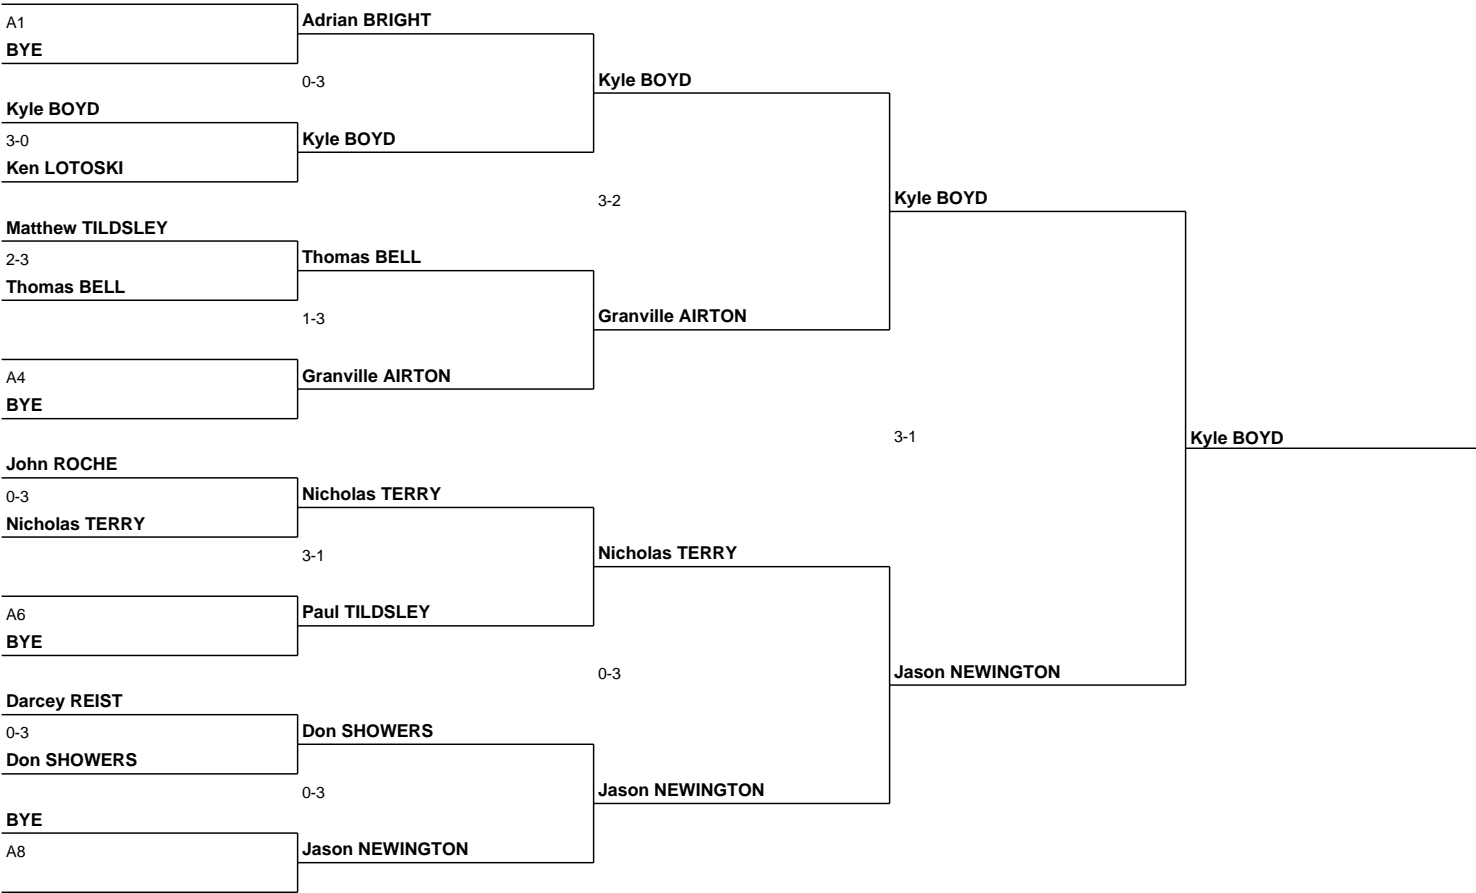 A1
BYE
Adrian BRIGHT
0-3
Kyle BOYD
Kyle BOYD
3-0
Ken LOTOSKI
Kyle BOYD
3-2
Kyle BOYD
Matthew TILDSLEY
2-3
Thomas BELL
Thomas BELL
1-3
Granville AIRTON
A4
BYE
Granville AIRTON
3-1
Kyle BOYD
John ROCHE
0-3
Nicholas TERRY
Nicholas TERRY
3-1
Nicholas TERRY
A6
BYE
Paul TILDSLEY
0-3
Jason NEWINGTON
Darcey REIST
0-3
Don SHOWERS
Don SHOWERS
0-3
Jason NEWINGTON
BYE
A8
Jason NEWINGTON